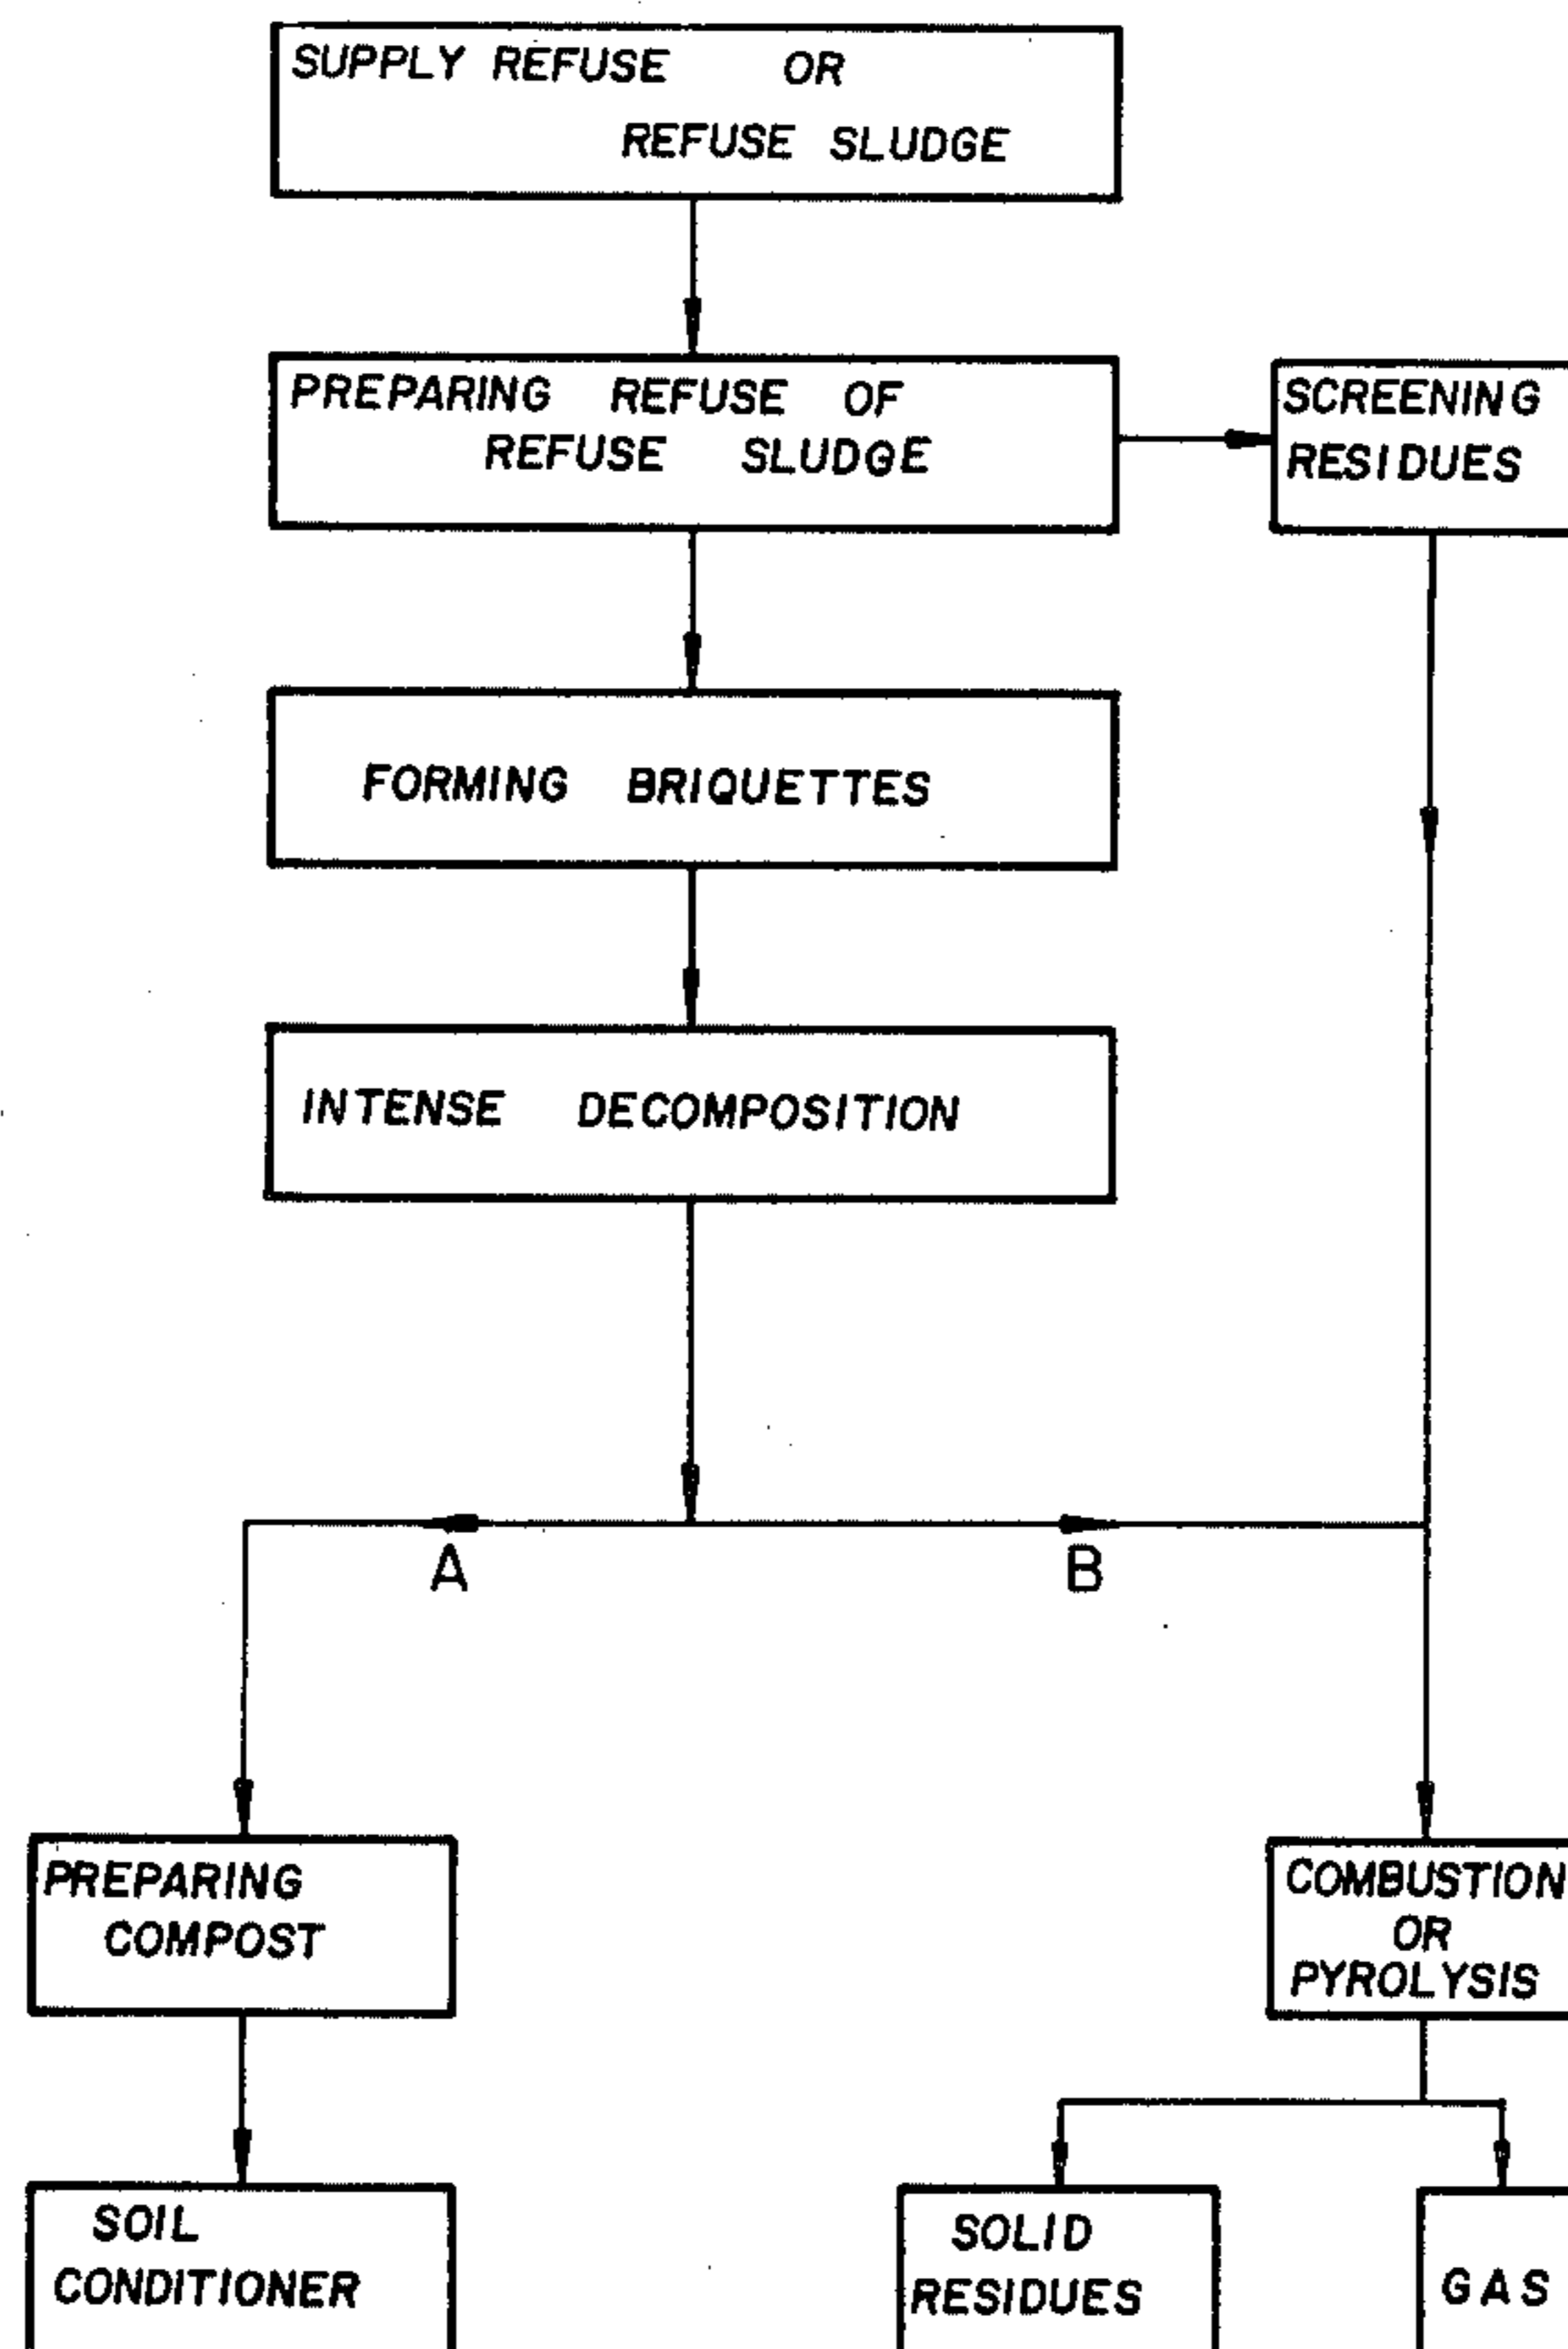 SUPPLY REFUSE OR
REFUSE SLUDGE
PREPARING REFUSE OF
REFUSE SLUDGE
SCREENING
RESIDUES
FORMING BRIQUETTES
INTENSE DECOMPOSITION
A
B
PREPARING
COMPOST
COMBUSTION
OR
PYROLYSIS
SOIL
CONDITIONER
SOLID
RESIDUES
GAS